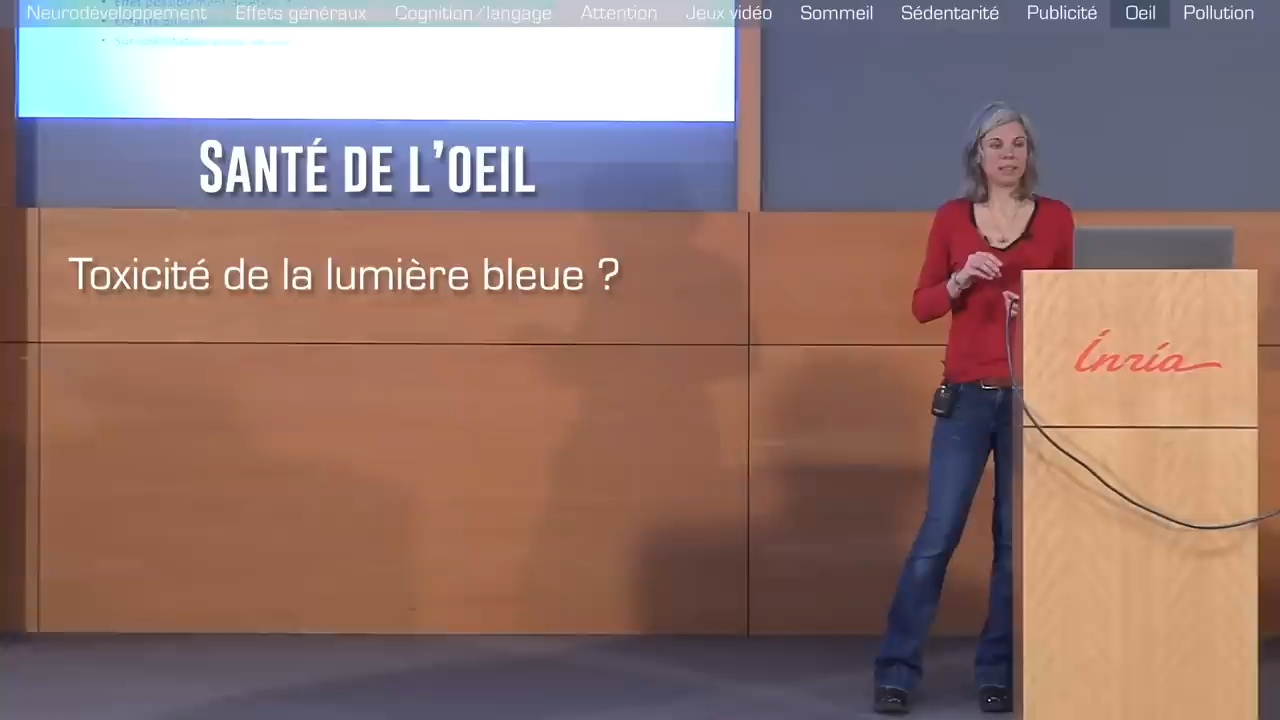 Neurodéveloppement Effets généraux Cognition/langage Attention Jeux vidéo Sommeil Sédentarité Publicité Oeil Pollution
SANTÉ DE L'OEIL
Toxicité de la lumière bleue ?
Inria